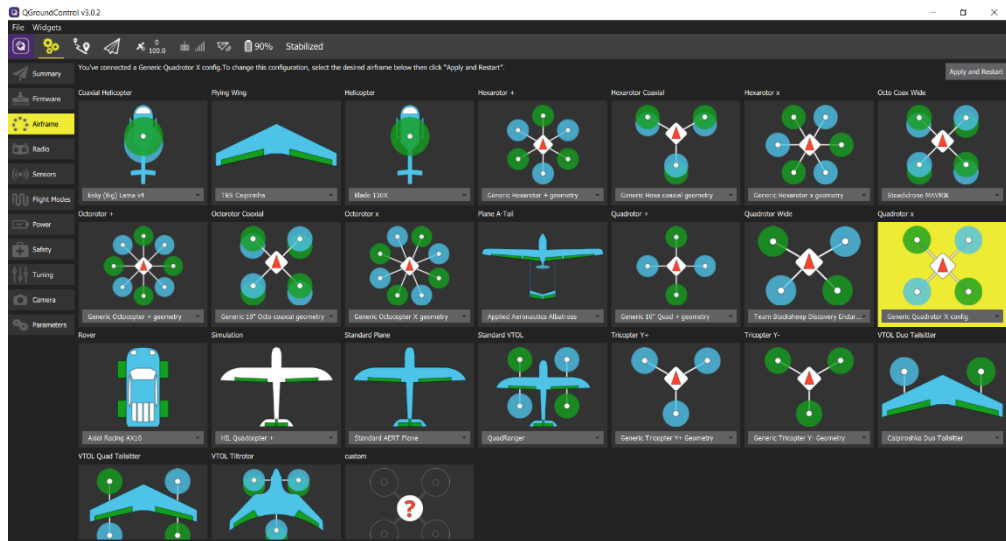 QGroundControl v3.0.2
File Widgets
0
100.0
90% Stabilized
Summary
Firmware
Airframe
Radio
Sensors
Flight Modes
Power
Safety
Tuning
Camera
Parameters
You've connected a Generic Quadrotor X config.To change this configuration, select the desired airframe below then click "Apply and Restart".
Apply and Restart
Coaxial Helicopter
Esky (Big) Lama v4
Flying Wing
TBS Caipirinha
Helicopter
Blade 130X
Hexarotor +
Generic Hexarotor + geometry
Hexarotor Coaxial
Generic Hexa coaxial geometry
Hexarotor x
Generic Hexarotor x geometry
Octo Coax Wide
Steadidrone MAVRIK
Octorotor +
Generic Octocopter + geometry
Octorotor Coaxial
Generic 10" Octo coaxial geometry
Octorotor x
Generic Octocopter X geometry
Plane A-Tail
Applied Aeronautics Albatross
Quadrotor +
Generic 10" Quad + geometry
Quadrotor Wide
Team Blacksheep Discovery Endur...
Quadrotor x
Generic Quadrotor X config
Rover
Axial Racing AX10
Simulation
HIL Quadcopter +
Standard Plane
Standard AERT Plane
Standard VTOL
QuadRanger
Tricopter Y+
Generic Tricopter Y+ Geometry
Tricopter Y-
Generic Tricopter Y- Geometry
VTOL Duo Tailsitter
Caipiroshka Duo Tailsitter
VTOL Quad Tailsitter
VTOL Tiltrotor
custom
?